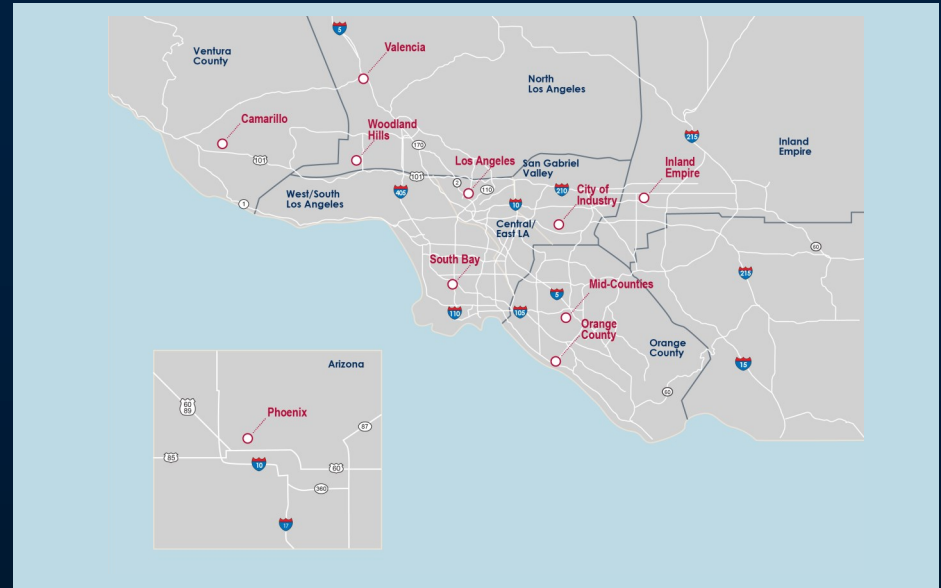 5
Valencia
Ventura
County
North
Los Angeles
Camarillo
Woodland
Hills
215
Inland
Empire
170
101
Los Angeles
San Gabriel
Valley
Inland
Empire
101
2
110
210
City of
Industry
405
West/South
Los Angeles
1
10
Central/
East LA
60
South Bay
215
Mid-Counties
5
110
105
Orange
County
Orange
County
15
60
Arizona
60
89
Phoenix
87
85
10
60
360
17